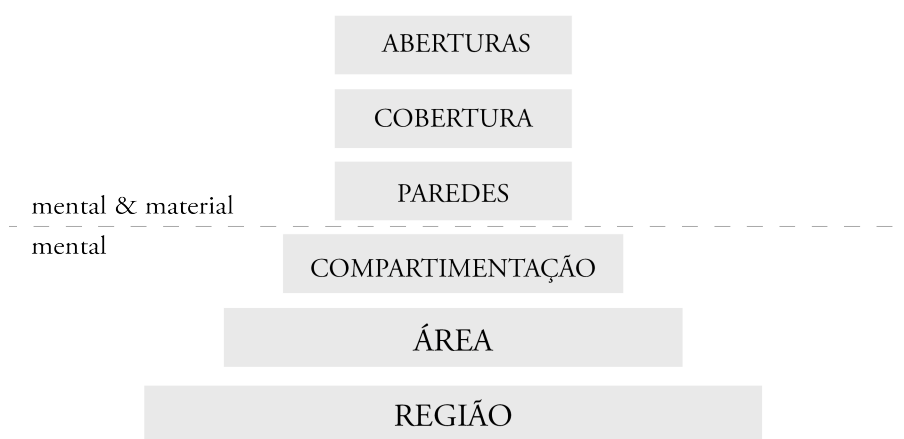 ABERTURAS
COBERTURA
PAREDES
mental & material
mental
COMPARTIMENTAÇÃO
ÁREA
REGIÃO